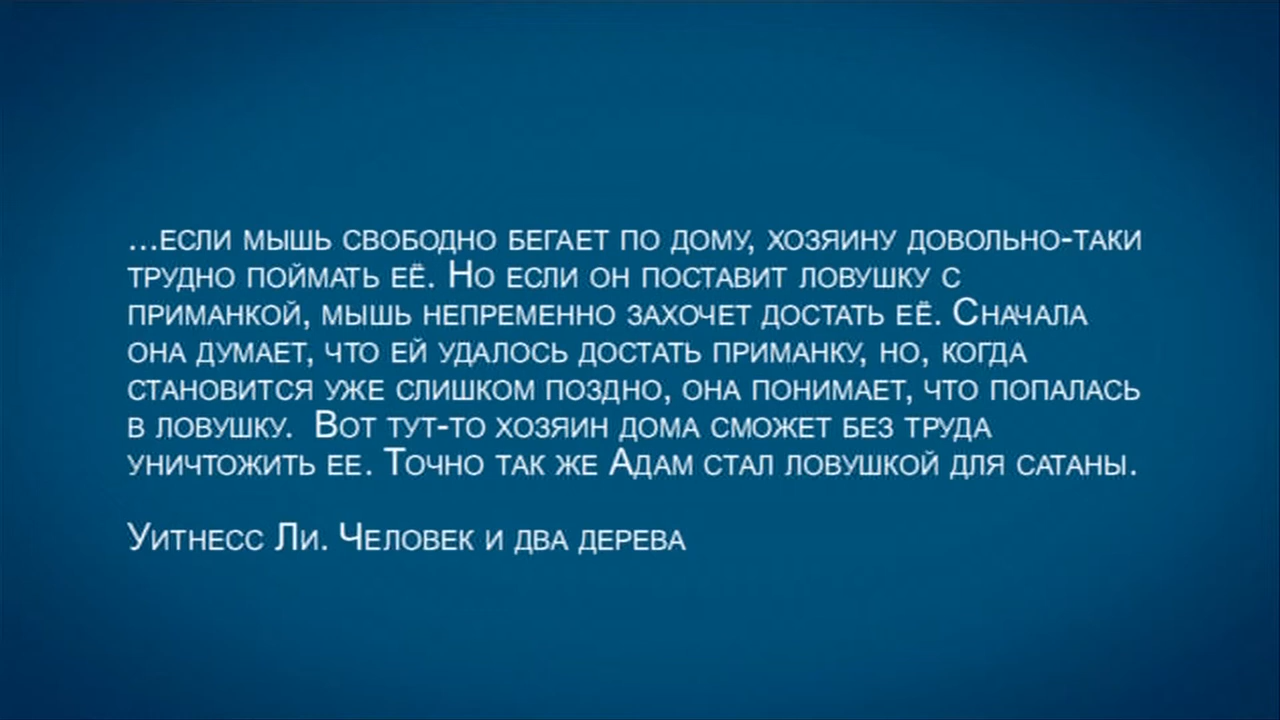 ...если мышь свободно бегает по дому, хозяину довольно-таки
трудно поймать её. Но если он поставит ловушку с
приманкой, мышь непременно захочет достать её. Сначала
она думает, что ей удалось достать приманку, но, когда
становится уже слишком поздно, она понимает, что попалась
в ловушку.  Вот тут-то хозяин дома сможет без труда
уничтожить ее. Точно так же Адам стал ловушкой для сатаны.
Уитнесс Ли. Человек и два дерева